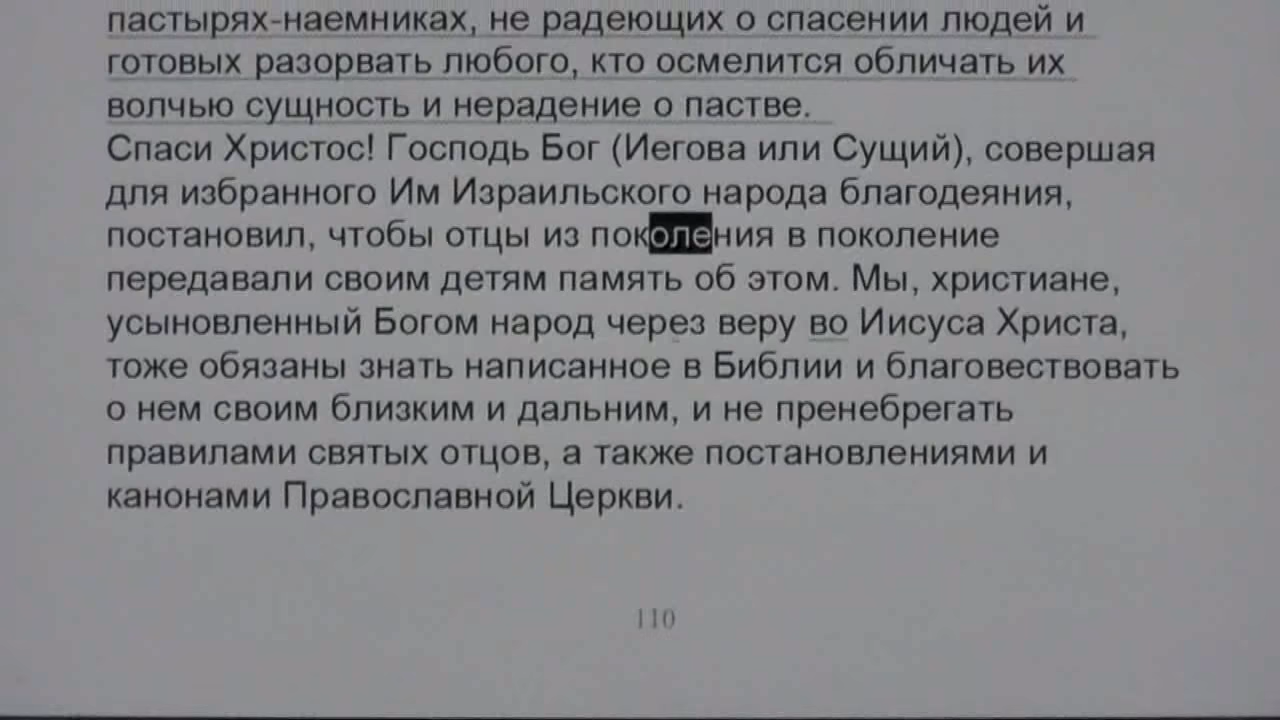 пастырях-наемниках, не радеющих о спасении людей и
готовых разорвать любого, кто осмелится обличать их
волчью сущность и нерадение о пастве.
Спаси Христос! Господь Бог (Иегова или Сущий), совершая
для избранного Им Израильского народа благодеяния,
постановил, чтобы отцы из поколения в поколение
передавали своим детям память об этом. Мы, христиане,
усыновленный Богом народ через веру во Иисуса Христа,
тоже обязаны знать написанное в Библии и благовествовать
о нем своим близким и дальним, и не пренебрегать
правилами святых отцов, а также постановлениями и
канонами Православной Церкви.
110